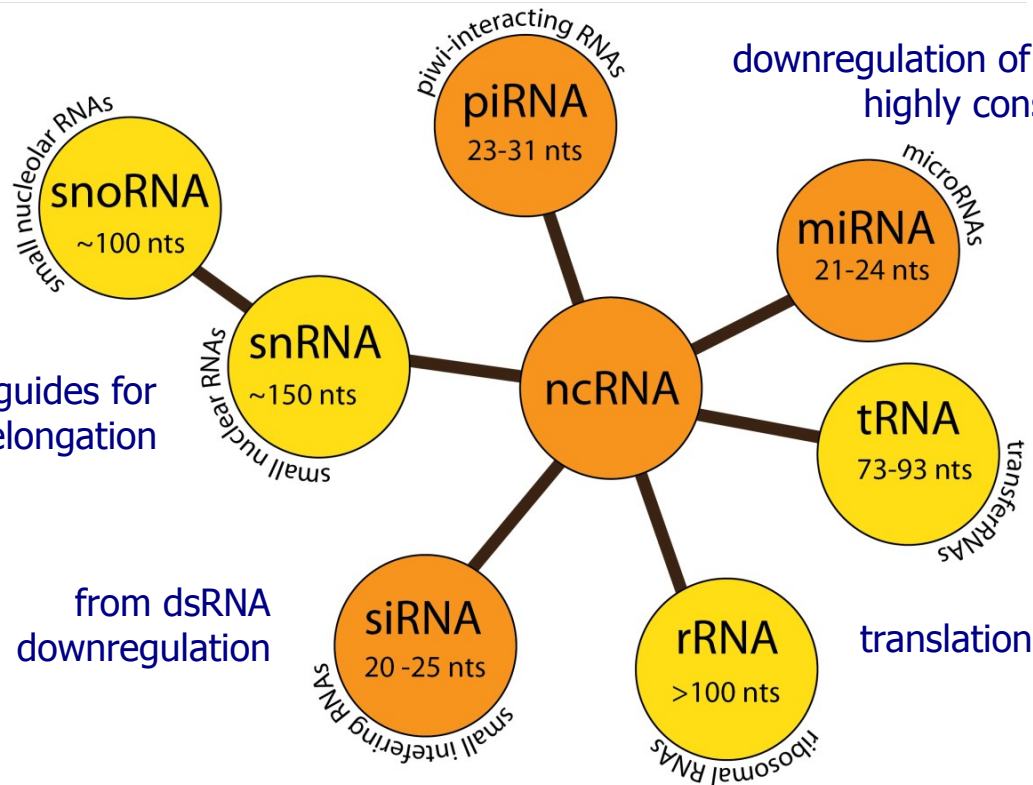 piwi-interacting RNAs
piRNA
23-31 nts
downregulation of
highly
small nucleolar RNAs
snoRNA
~100 nts
microRNAs
miRNA
21-24 nts
small nuclear RNAs
snRNA
~150 nts
ncRNA
guides for
elongation
tRNA
73-93 nts
transferRNAs
from dsRNA
downregulation
siRNA
20 -25 nts
small intefering RNAs
rRNA
>100 nts
ribosomal RNAs
translation